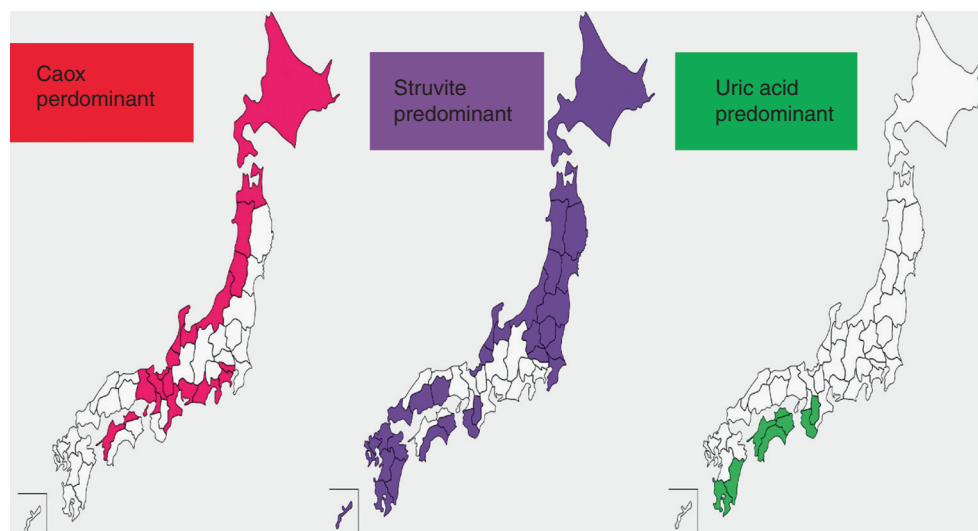 Caox
perdominant
Struvite
predominant
Uric acid
predominant